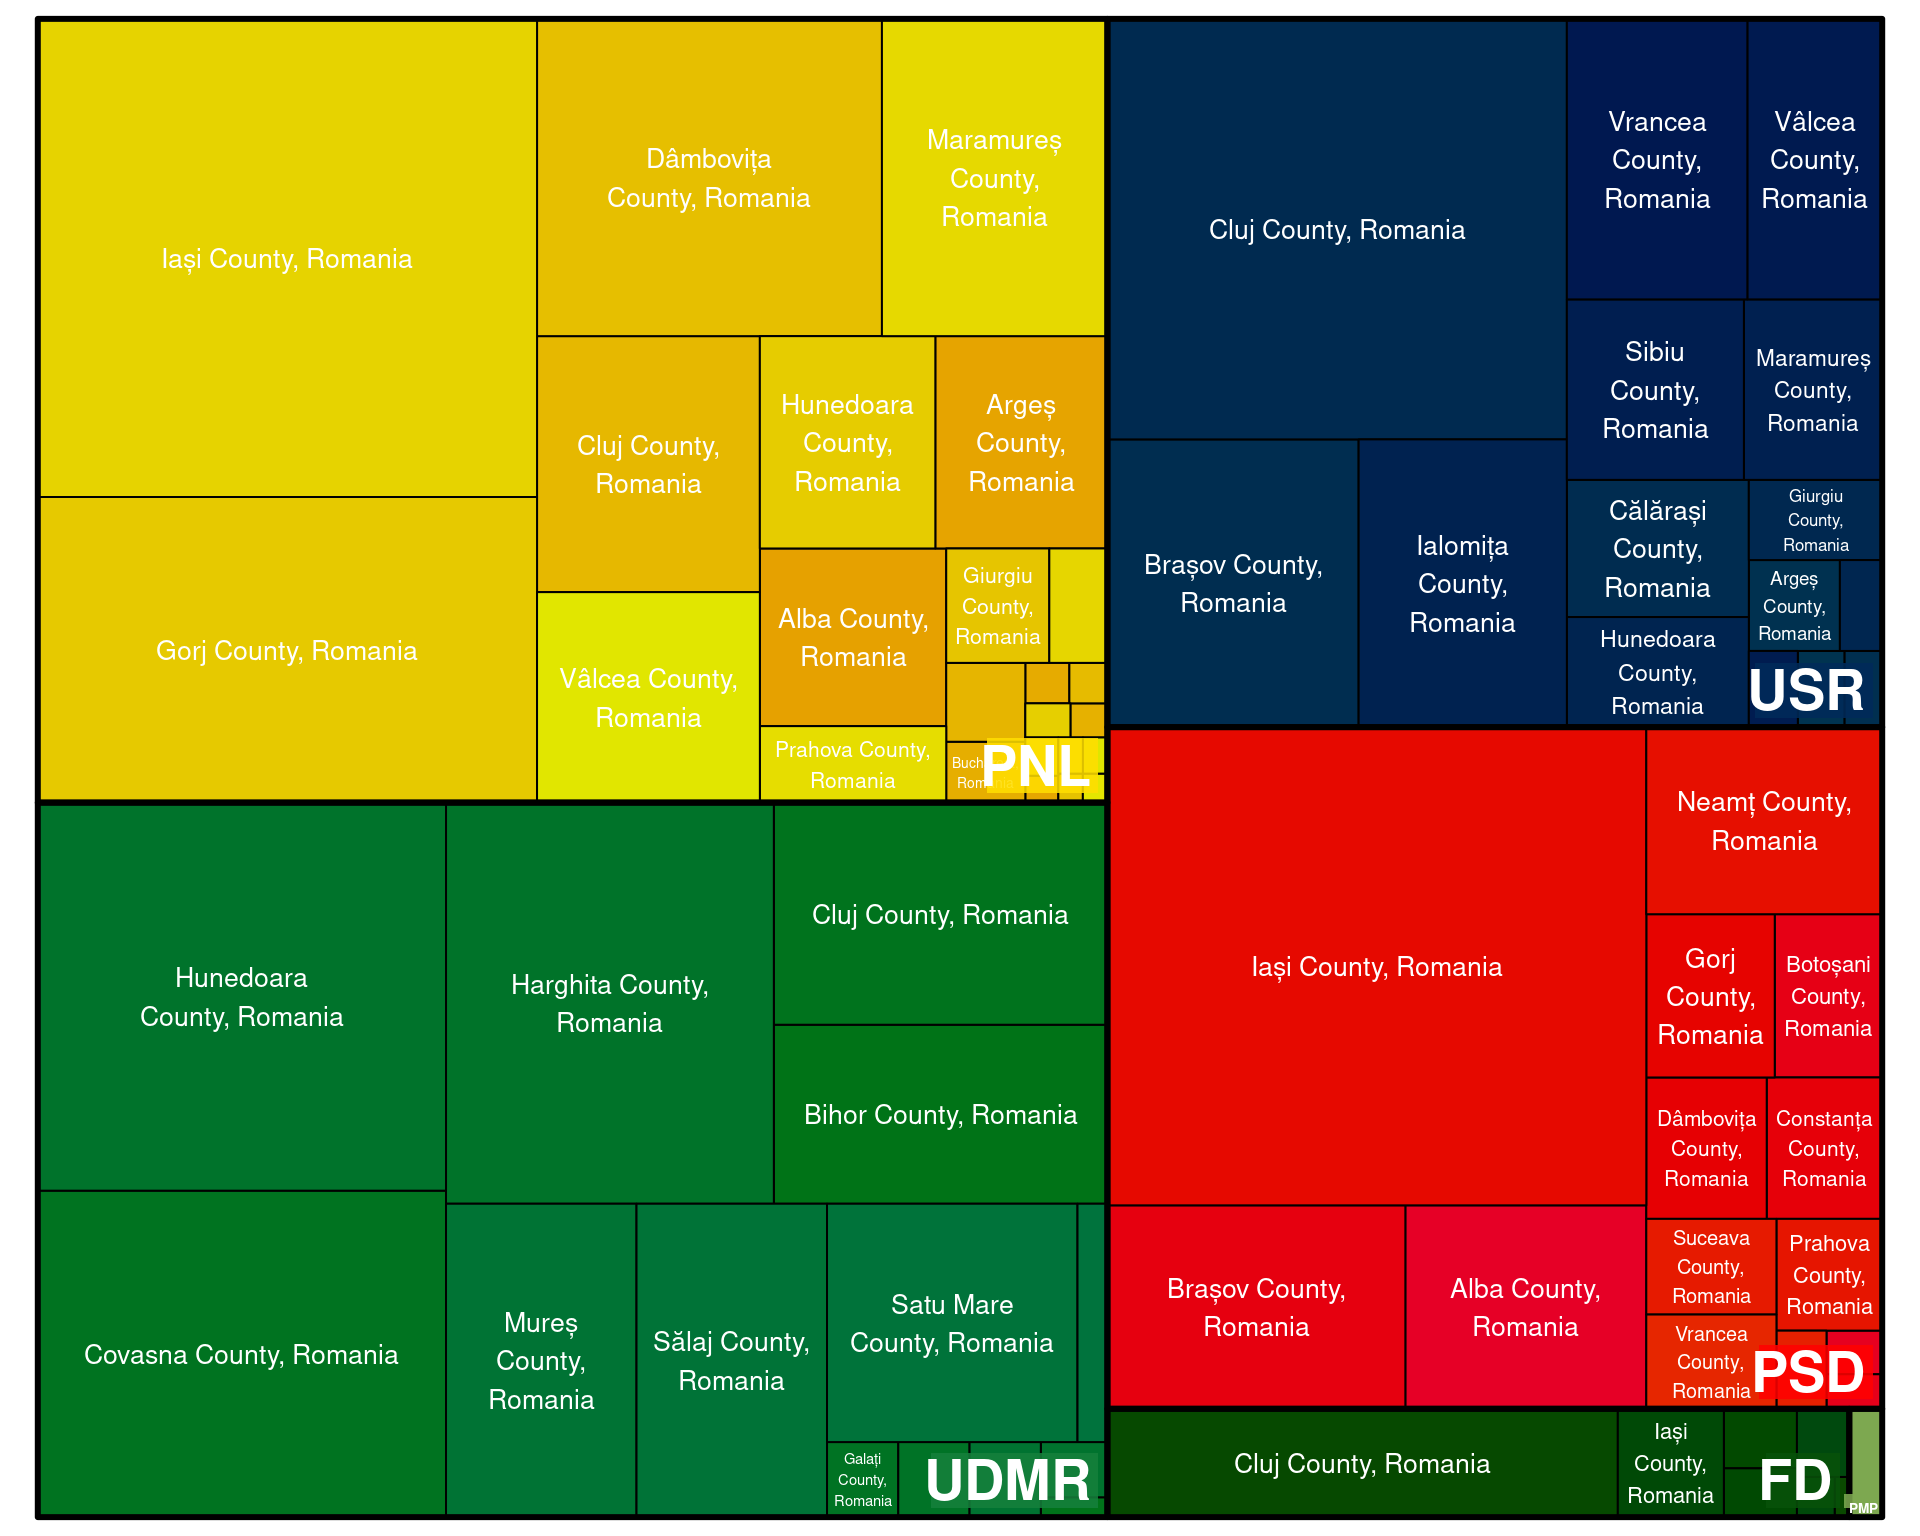 Iași County, Romania
Gorj County, Romania
Dâmbovița
County, Romania
Maramureș
County,
Romania
Cluj County,
Romania
Hunedoara
County,
Romania
Argeș
County,
Romania
Vâlcea County,
Romania
Alba County,
Romania
Prahova County,
Romania
Giurgiu
County,
Romania
PNL
Cluj County, Romania
Vrancea
County,
Romania
Vâlcea
County,
Romania
Sibiu
County,
Romania
Maramureș
County,
Romania
Brașov County,
Romania
Ialomița
County,
Romania
Călărași
County,
Romania
Giurgiu
County,
Romania
Argeș
County,
Romania
Hunedoara
County,
Romania
USR
Hunedoara
County, Romania
Covasna County, Romania
Harghita County,
Romania
Cluj County, Romania
Bihor County, Romania
Mureș
County,
Romania
Sălaj County,
Romania
Satu Mare
County, Romania
Galați
County,
Romania
UDMR
Iași County, Romania
Neamț County,
Romania
Gorj
County,
Romania
Botoșani
County,
Romania
Dâmbovița
County,
Romania
Constanța
County,
Romania
Brașov County,
Romania
Alba County,
Romania
Suceava
County,
Romania
Prahova
County,
Romania
Vrancea
County,
Romania
PSD
Cluj County, Romania
Iași
County,
Romania
FD
PMP